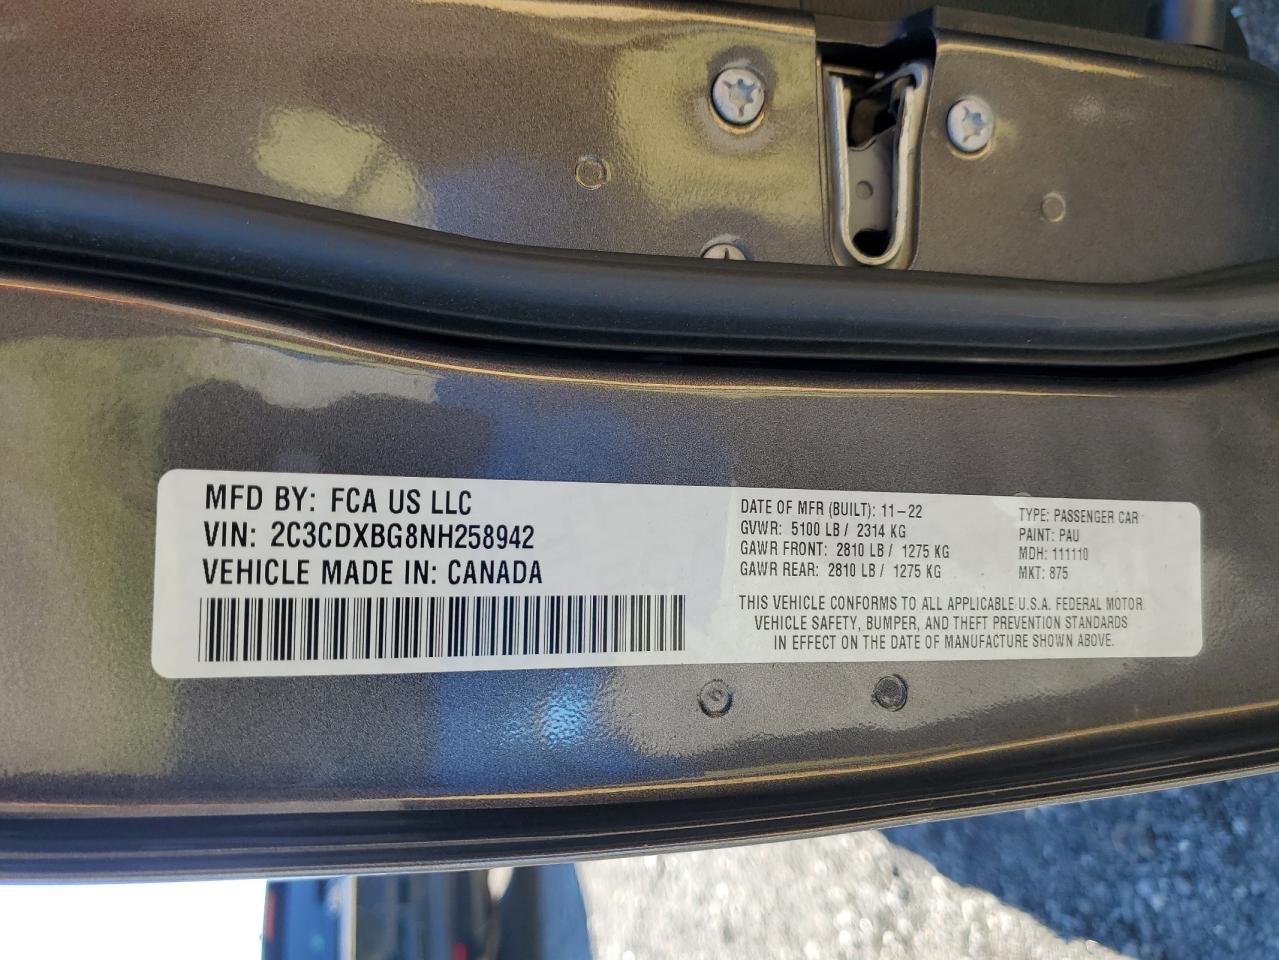 MFD BY: FCA US LLC
VIN: 2C3CDXBG8NH258942
VEHICLE MADE IN: CANADA
DATE OF MFR (BUILT): 11-22
GVWR: 5100 LB / 2314 KG
GAWR FRONT: 2810 LB / 1275 KG
GAWR REAR: 2810 LB / 1275 KG
TYPE: PASSENGER CAR
PAINT: PAU
MDH: 111110
MKT: 875
THIS VEHICLE CONFORMS TO ALL APPLICABLE U.S.A. FEDERAL MOTOR
VEHICLE SAFETY, BUMPER, AND THEFT PREVENTION STANDARDS
IN EFFECT ON THE DATE OF MANUFACTURE SHOWN ABOVE.